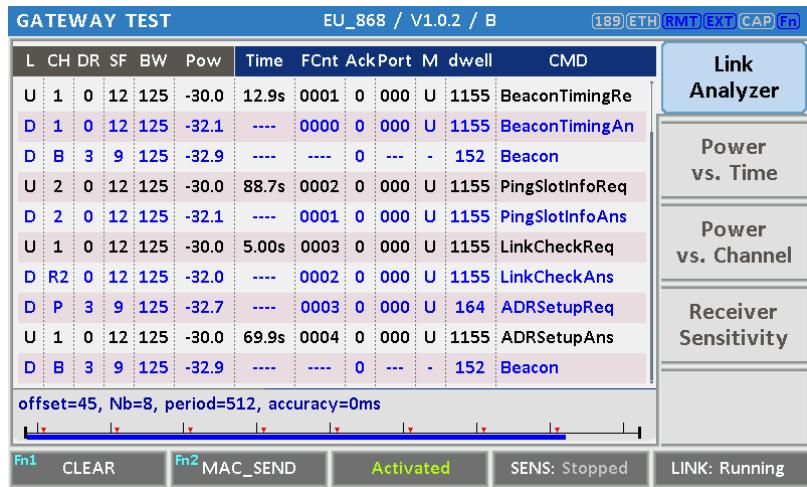 GATEWAY TEST EU_868 / V1.0.2 / B 189 ETH RMT EXT CAP Fn
L CH DR SF BW Pow Time FCnt Ack Port M dwell CMD
U 1 0 12 125 -30.0 12.9s 0001 0 000 U 1155 BeaconTimingRe
D 1 0 12 125 -32.1 ---- 0000 0 000 U 1155 BeaconTimingAn
D B 3 9 125 -32.9 ---- ---- 0 --- - 152 Beacon
U 2 0 12 125 -30.0 88.7s 0002 0 000 U 1155 PingSlotInfoReq
D 2 0 12 125 -32.1 ---- 0001 0 000 U 1155 PingSlotInfoAns
U 1 0 12 125 -30.0 5.00s 0003 0 000 U 1155 LinkCheckReq
D R2 0 12 125 -32.0 ---- 0002 0 000 U 1155 LinkCheckAns
D P 3 9 125 -32.7 ---- 0003 0 000 U 164 ADRSetupReq
U 1 0 12 125 -30.0 69.9s 0004 0 000 U 1155 ADRSetupAns
D B 3 9 125 -32.9 ---- ---- 0 --- - 152 Beacon
offset=45, Nb=8, period=512, accuracy=0ms
Link
Analyzer
Power
vs. Time
Power
vs. Channel
Receiver
Sensitivity
Fn1 CLEAR Fn2 MAC_SEND Activated SENS: Stopped LINK: Running